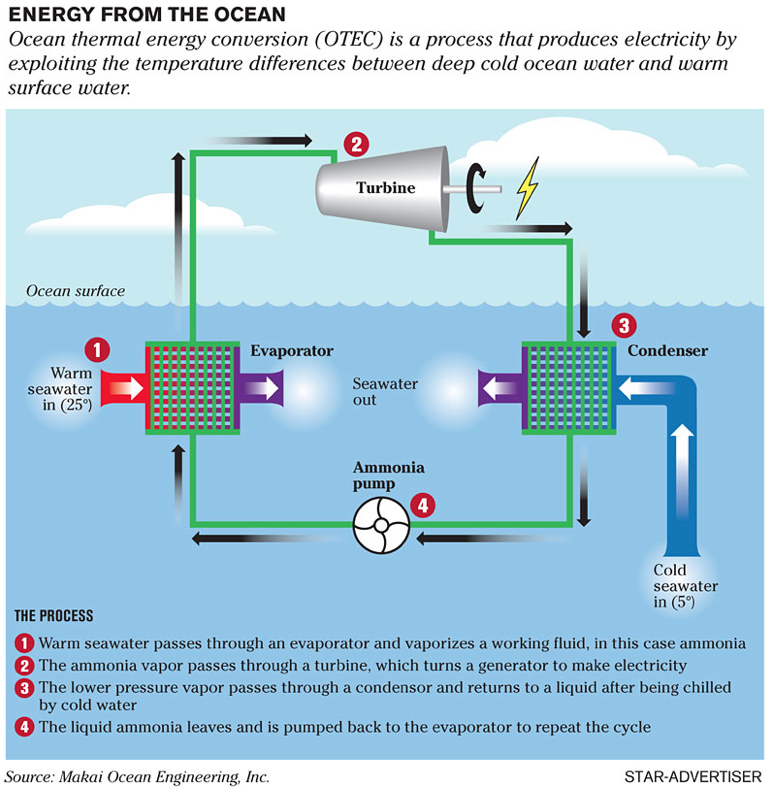 ENERGY FROM THE OCEAN
Ocean thermal energy conversion (OTEC) is a process that produces electricity by
exploiting the temperature differences between deep cold ocean water and warm
surface water.
2
Turbine
Ocean surface
1
Evaporator
3
Condenser
Warm
seawater
in (25°)
Seawater
out
Ammonia
pump
4
Cold
seawater
in (5°)
THE PROCESS
1 Warm seawater passes through an evaporator and vaporizes a working fluid, in this case ammonia
2 The ammonia vapor passes through a turbine, which turns a generator to make electricity
3 The lower pressure vapor passes through a condensor and returns to a liquid after being chilled
by cold water
4 The liquid ammonia leaves and is pumped back to the evaporator to repeat the cycle
Source: Makai Ocean Engineering, Inc.
STAR-ADVERTISER